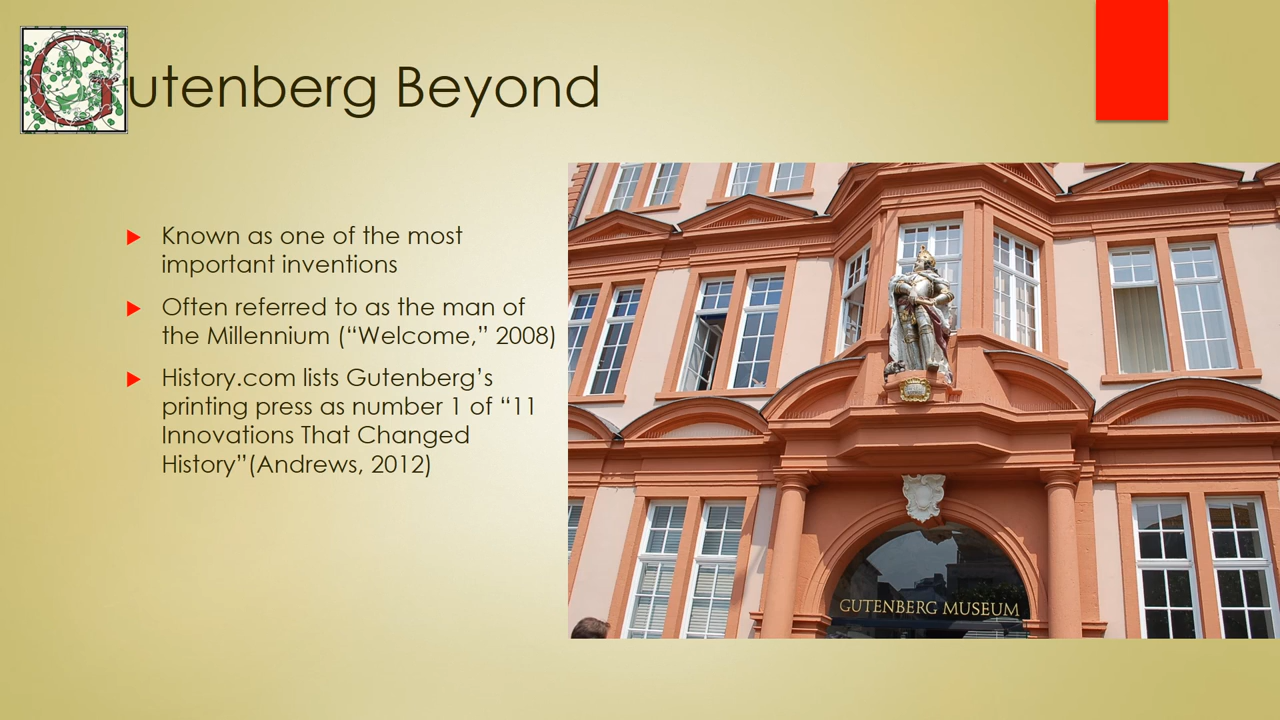 Gutenberg Beyond
Known as one of the most
important inventions
Often referred to as the man of
the Millennium (“Welcome,” 2008)
History.com lists Gutenberg’s
printing press as number 1 of “11
Innovations That Changed
History”(Andrews, 2012)
GUTENBERG MUSEUM